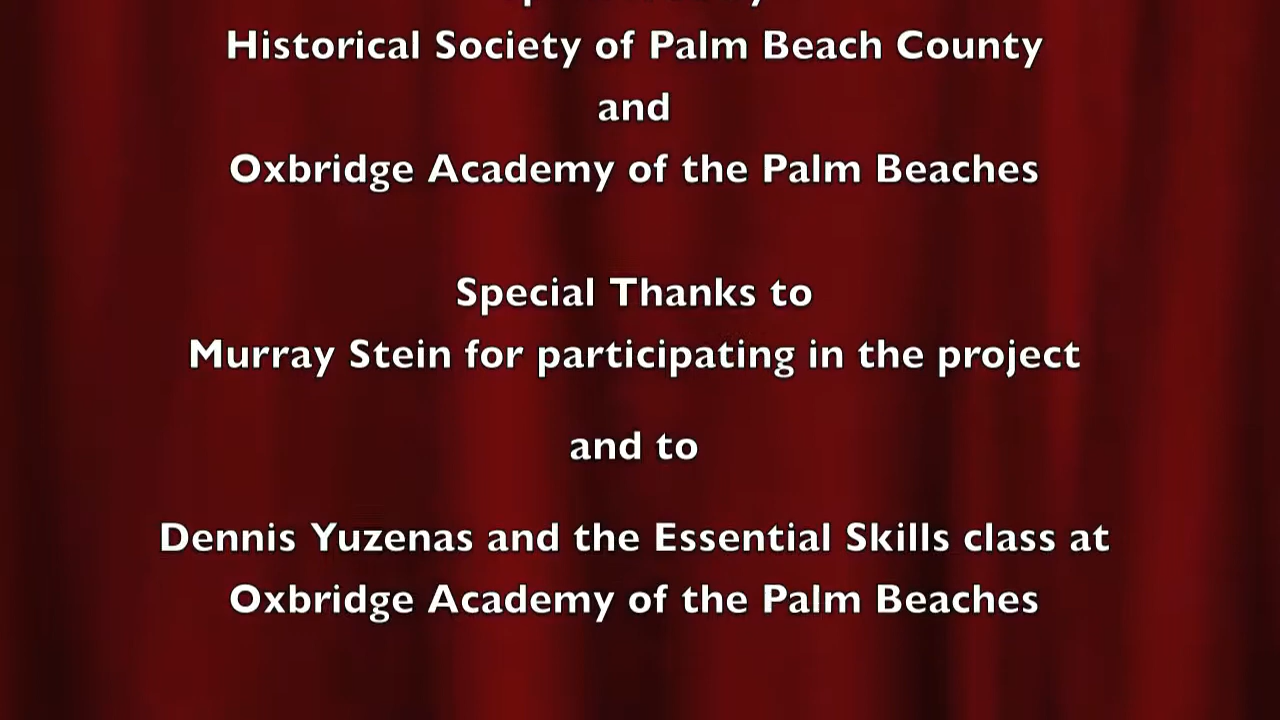 Historical Society of Palm Beach County
and
Oxbridge Academy of the Palm Beaches
Special Thanks to
Murray Stein for participating in the project
and to
Dennis Yuzenas and the Essential Skills class at
Oxbridge Academy of the Palm Beaches